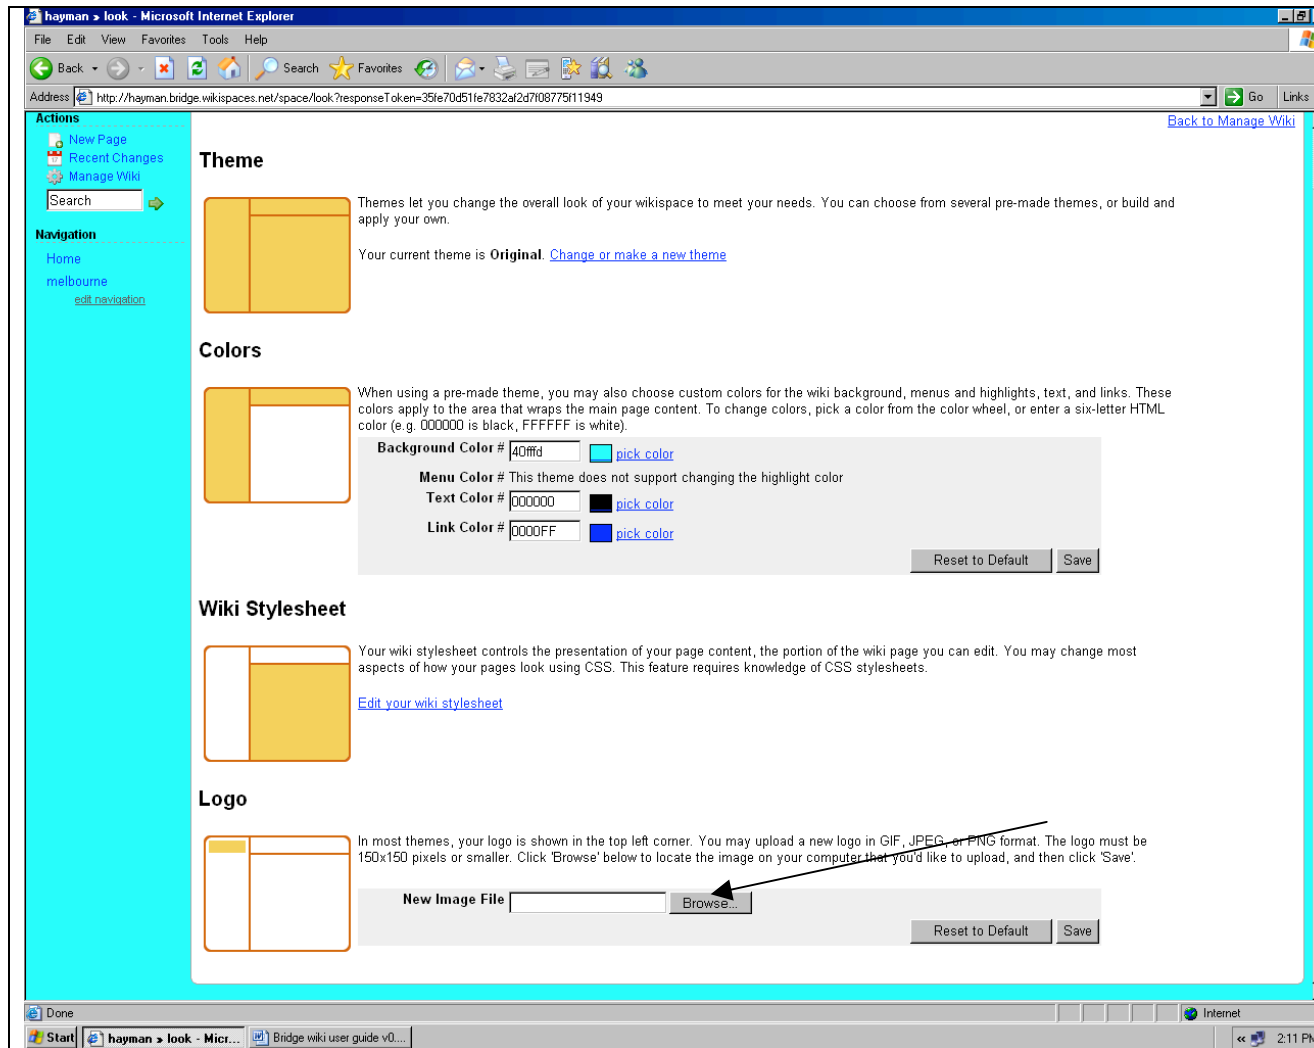 hayman » look - Microsoft Internet Explorer
File Edit View Favorites Tools Help
Back Search Favorites
Address http://hayman.bridge.wikispaces.net/space/look?responseToken=35fe70d51fe7832af2d7f08775f11949 Go Links
Actions
New Page
Recent Changes
Manage Wiki
Search
Navigation
Home
melbourne
edit navigation
Back to Manage Wiki
Theme
Themes let you change the overall look of your wikispace to meet your needs. You can choose from several pre-made themes, or build and
apply your own.
Your current theme is Original. Change or make a new theme
Colors
When using a pre-made theme, you may also choose custom colors for the wiki background, menus and highlights, text, and links. These
colors apply to the area that wraps the main page content. To change colors, pick a color from the color wheel, or enter a six-letter HTML
color (e.g. 000000 is black, FFFFFF is white).
Background Color # 40fffd pick color
Menu Color # This theme does not support changing the highlight color
Text Color # 000000 pick color
Link Color # 0000FF pick color
Reset to Default Save
Wiki Stylesheet
Your wiki stylesheet controls the presentation of your page content, the portion of the wiki page you can edit. You may change most
aspects of how your pages look using CSS. This feature requires knowledge of CSS stylesheets.
Edit your wiki stylesheet
Logo
In most themes, your logo is shown in the top left corner. You may upload a new logo in GIF, JPEG, or PNG format. The logo must be
150x150 pixels or smaller. Click 'Browse' below to locate the image on your computer that you'd like to upload, and then click 'Save'.
New Image File Browse...
Reset to Default Save
Done Internet
Start hayman » look - Micr... Bridge wiki user guide v0.... « 2:11 PM